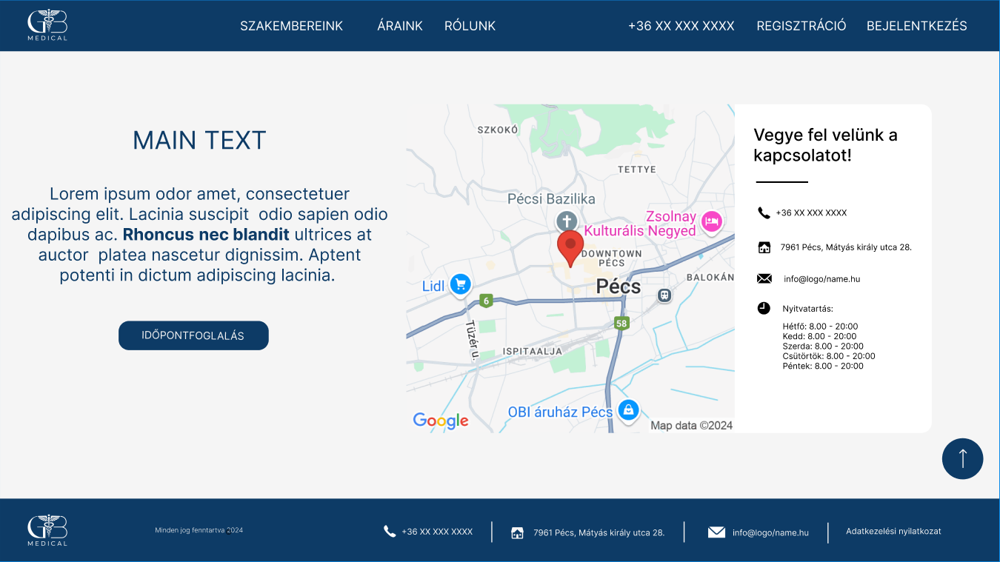 GB
MEDICAL
SZAKEMBEREINK ÁRAINK RÓLUNK +36 XX XXX XXXX REGISZTRÁCIÓ BEJELENTKEZÉS
MAIN TEXT
Lorem ipsum odor amet, consectetuer
adipiscing elit. Lacinia suscipit odio sapien odio
dapibus ac. Rhoncus nec blandit ultrices at
auctor platea nascetur dignissim. Aptent
potenti in dictum adipiscing lacinia.
IDŐPONTFOGLALÁS
SZKOKÓ
TETTYE
Pécsi Bazilika
Zsolnay
Kulturális Negyed
DOWNTOWN
PÉCS
Pécs
BALOKÁN
Lidl
6
58
Tüzér u.
ISPITAALJA
OBI áruház Pécs
Google
Map data ©2024
Vegye fel velünk a
kapcsolatot!
+36 XX XXX XXXX
7961 Pécs, Mátyás király utca 28.
info@logo/name.hu
Nyitvatartás:
Hétfő: 8.00 - 20:00
Kedd: 8.00 - 20:00
Szerda: 8.00 - 20:00
Csütörtök: 8.00 - 20:00
Péntek: 8.00 - 20:00
GB
MEDICAL
Minden jog fenntartva 2024
+36 XX XXX XXXX
7961 Pécs, Mátyás király utca 28.
info@logo/name.hu
Adatkezelési nyilatkozat